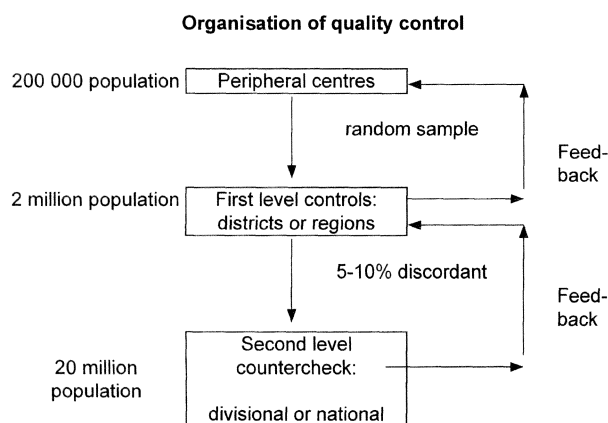 Organisation of quality control
200 000 population
Peripheral centres
random sample
Feed-
back
2 million population
First level controls:
districts or regions
5-10% discordant
Feed-
back
20 million
population
Second level
countercheck:
divisional or national